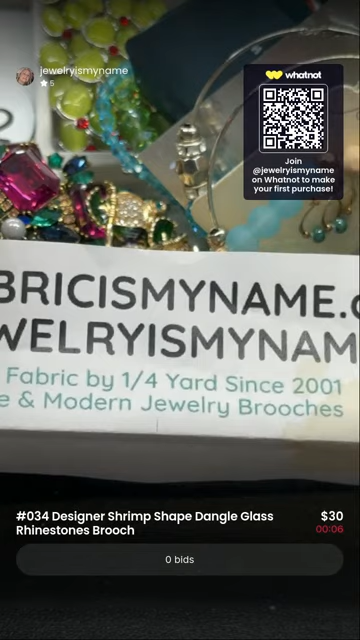 jewelryismyname
★5
whatnot
Join
@jewelryismyname
on Whatnot to make
your first purchase!
BRICISMYNAME.
WELRYISMYNAM
Fabric by 1/4 Yard Since 2001
e & Modern Jewelry Brooches
#034 Designer Shrimp Shape Dangle Glass
Rhinestones Brooch
$30
00:06
0 bids